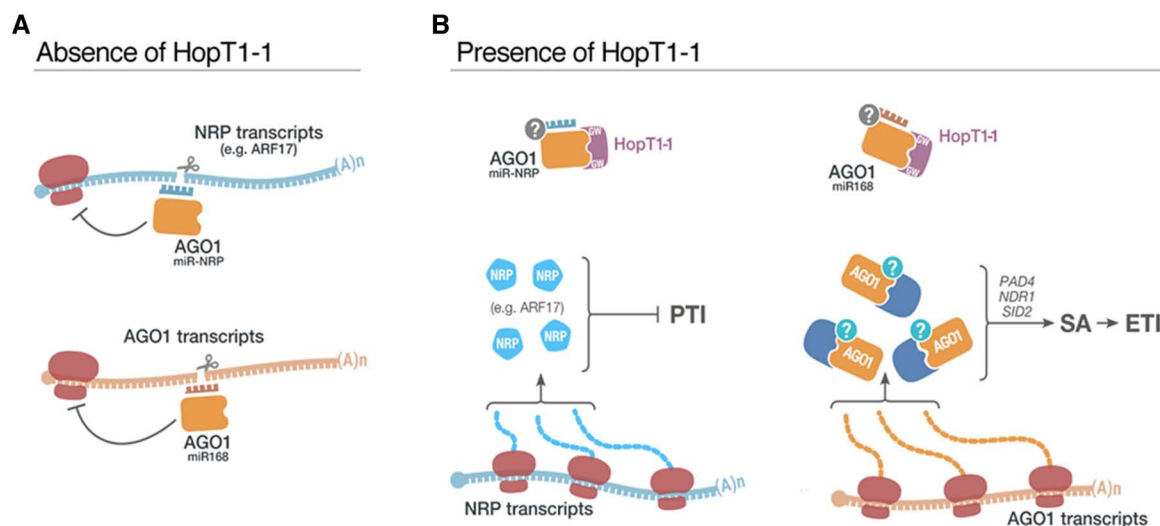 A
Absence of HopT1-1
NRP transcripts
(e.g. ARF17)
(A)n
AGO1
miR-NRP
AGO1 transcripts
(A)n
AGO1
miR168
B
Presence of HopT1-1
?
GW
GW
HopT1-1
AGO1
miR-NRP
?
GW
GW
HopT1-1
AGO1
miR168
NRP
NRP
(e.g. ARF17)
NRP
NRP
PTI
(A)n
NRP transcripts
AGO1
?
?
AGO1
?
AGO1
PAD4
NDR1
SID2
SA
ETI
(A)n
AGO1 transcripts